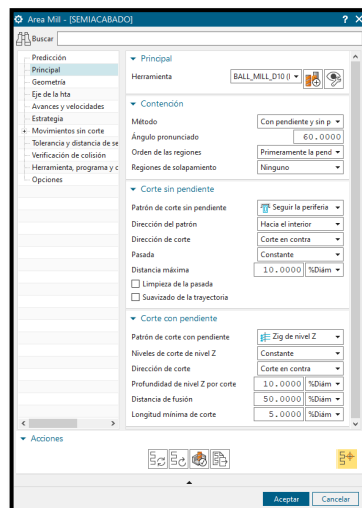 Area Mill - [SEMIACABADO] ? X
Buscar
Predicción
Principal
Geometría
Eje de la hta
Avances y velocidades
Estrategia
Movimientos sin corte
Tolerancia y distancia de se
Verificación de colisión
Herramienta, programa y c
Opciones
Principal
Herramienta BALL_MILL_D10 (I
Contención
Método Con pendiente y sin p
Ángulo pronunciado 60.0000
Orden de las regiones Primeramente la pend
Regiones de solapamiento Ninguno
Corte sin pendiente
Patrón de corte sin pendiente Seguir la periferia
Dirección del patrón Hacia el interior
Dirección de corte Corte en contra
Pasada Constante
Distancia máxima 10.0000 %Diám
Limpieza de la pasada
Suavizado de la trayectoria
Corte con pendiente
Patrón de corte con pendiente Zig de nivel Z
Niveles de corte de nivel Z Constante
Dirección de corte Corte en contra
Profundidad de nivel Z por corte 10.0000 %Diám
Distancia de fusión 50.0000 %Diám
Longitud mínima de corte 5.0000 %Diám
Acciones
Aceptar Cancelar